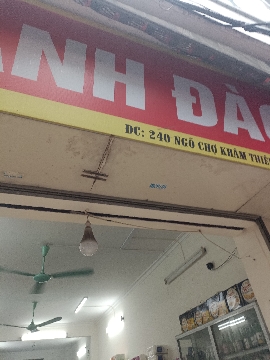 ANH ĐÀO
ĐC: 240 NGÕ CHỢ KHÂM THIÊN